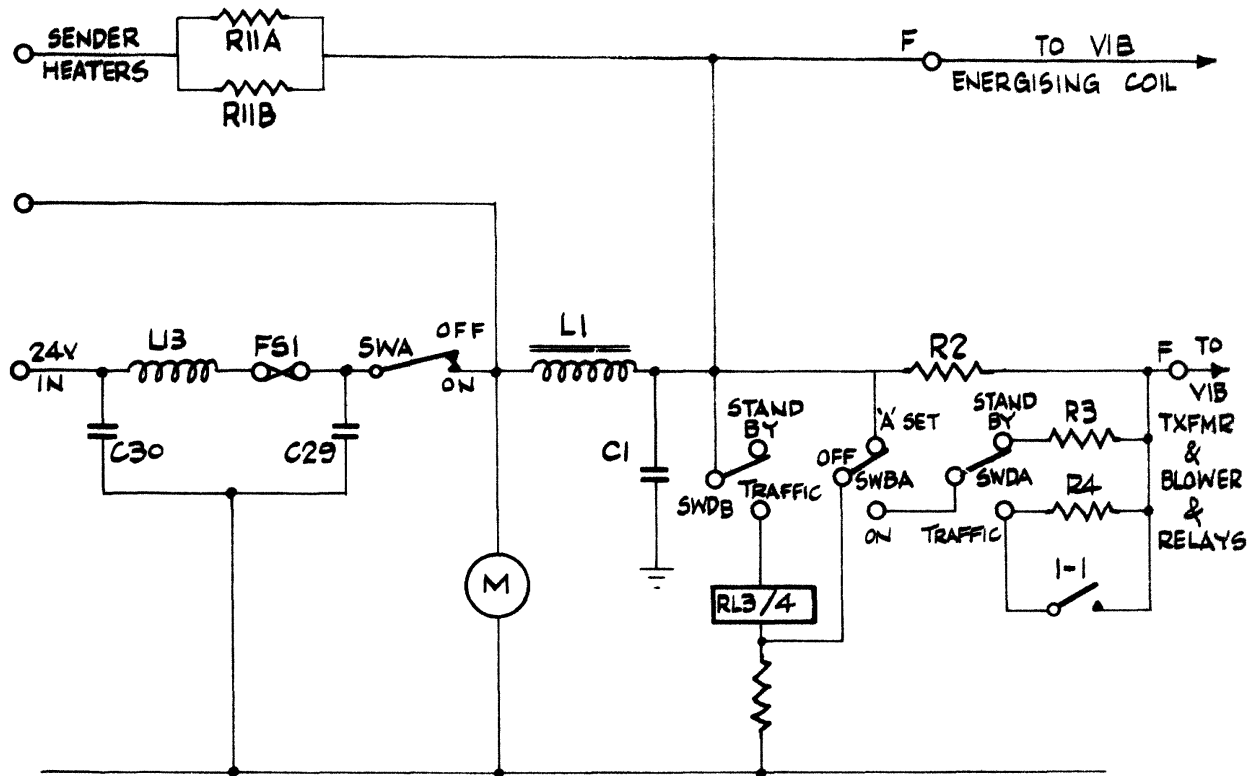 SENDER
HEATERS
R11A
R11B
F
TO VIB
ENERGISING COIL
24V
IN
L13
FS1
SWA
OFF
ON
L1
R2
F
TO
VIB
TXFMR
&
BLOWER
&
RELAYS
C30
C29
C1
STAND
BY
SWDB
TRAFFIC
'A' SET
OFF
SWBA
ON
STAND
BY
SWDA
TRAFFIC
R3
R4
1-1
M
RL3/4